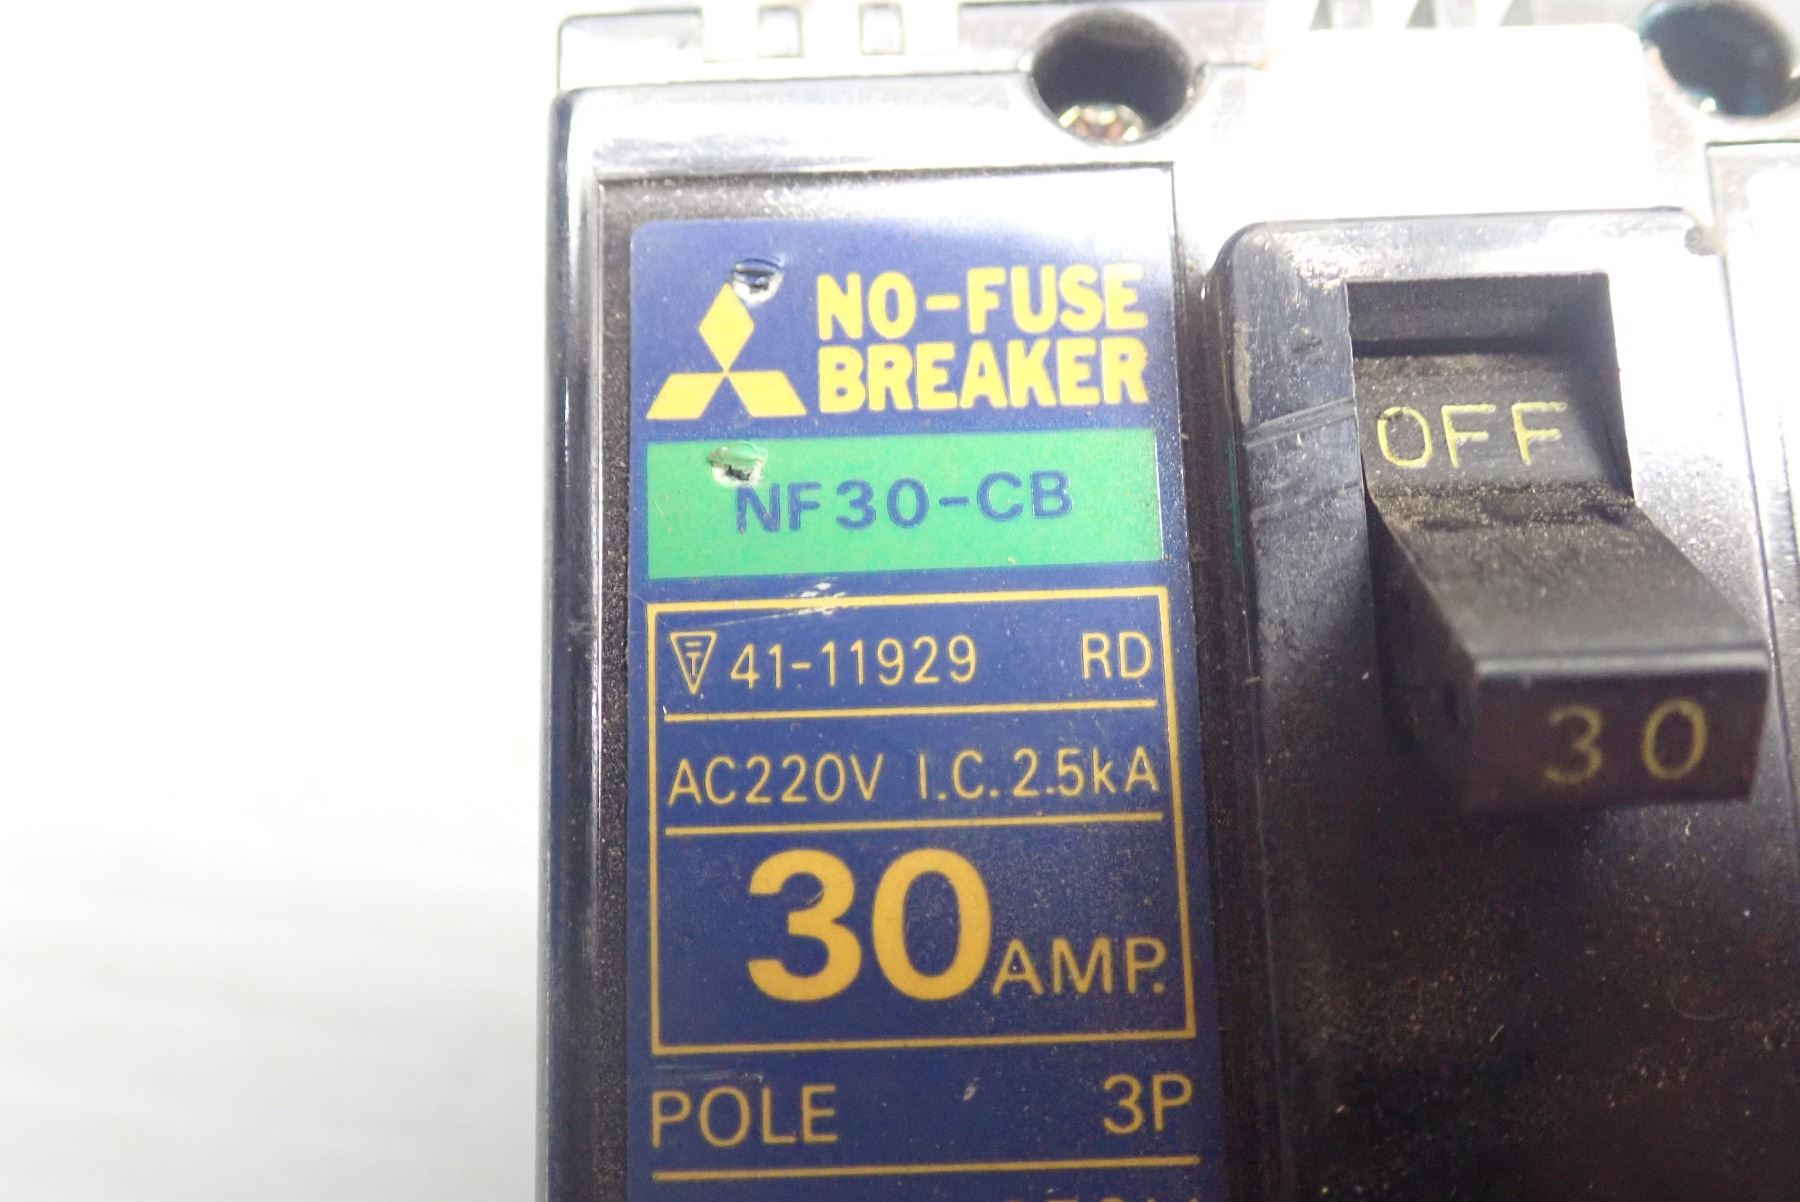 NO-FUSE
BREAKER
NF30-CB
41-11929 RD
AC220V I.C.2.5kA
30AMP.
POLE 3P
OFF
30